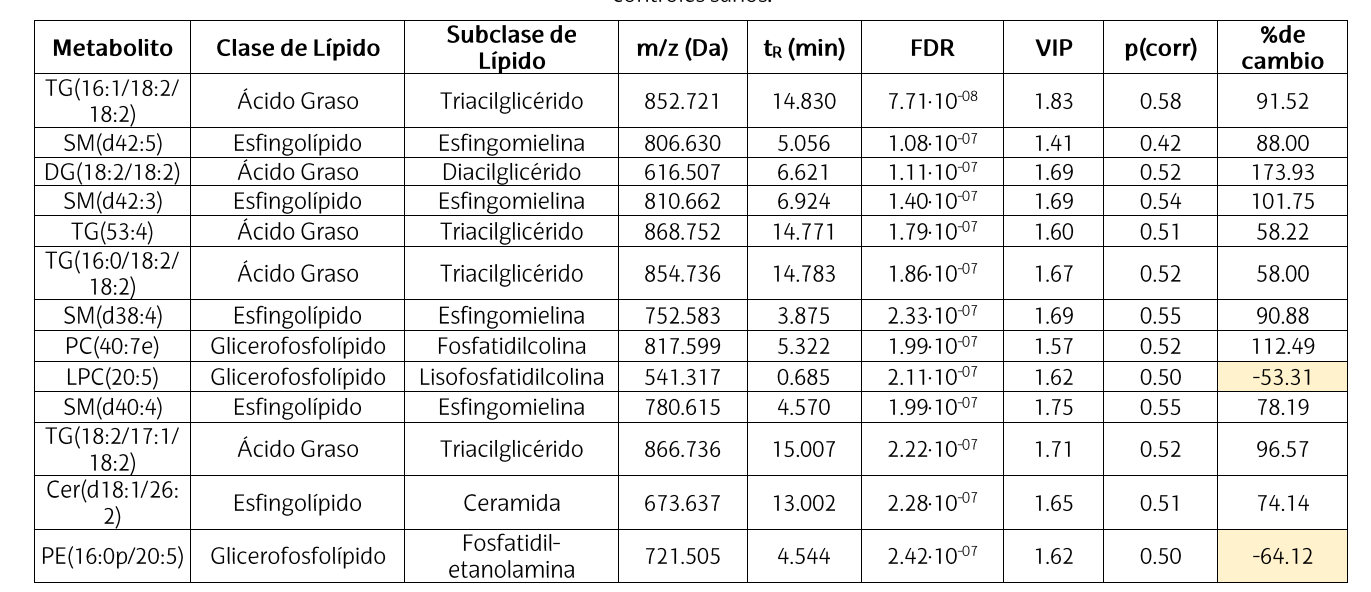 controles sanos.
Metabolito Clase de Lípido Subclase de Lípido m/z (Da) tR (min) FDR VIP p(corr) %de cambio
TG(16:1/18:2/18:2) Ácido Graso Triacilglicérido 852.721 14.830 7.71·10⁻⁰⁸ 1.83 0.58 91.52
SM(d42:5) Esfingolípido Esfingomielina 806.630 5.056 1.08·10⁻⁰⁷ 1.41 0.42 88.00
DG(18:2/18:2) Ácido Graso Diacilglicérido 616.507 6.621 1.11·10⁻⁰⁷ 1.69 0.52 173.93
SM(d42:3) Esfingolípido Esfingomielina 810.662 6.924 1.40·10⁻⁰⁷ 1.69 0.54 101.75
TG(53:4) Ácido Graso Triacilglicérido 868.752 14.771 1.79·10⁻⁰⁷ 1.60 0.51 58.22
TG(16:0/18:2/18:2) Ácido Graso Triacilglicérido 854.736 14.783 1.86·10⁻⁰⁷ 1.67 0.52 58.00
SM(d38:4) Esfingolípido Esfingomielina 752.583 3.875 2.33·10⁻⁰⁷ 1.69 0.55 90.88
PC(40:7e) Glicerofosfolípido Fosfatidilcolina 817.599 5.322 1.99·10⁻⁰⁷ 1.57 0.52 112.49
LPC(20:5) Glicerofosfolípido Lisofosfatidilcolina 541.317 0.685 2.11·10⁻⁰⁷ 1.62 0.50 -53.31
SM(d40:4) Esfingolípido Esfingomielina 780.615 4.570 1.99·10⁻⁰⁷ 1.75 0.55 78.19
TG(18:2/17:1/18:2) Ácido Graso Triacilglicérido 866.736 15.007 2.22·10⁻⁰⁷ 1.71 0.52 96.57
Cer(d18:1/26:2) Esfingolípido Ceramida 673.637 13.002 2.28·10⁻⁰⁷ 1.65 0.51 74.14
PE(16:0p/20:5) Glicerofosfolípido Fosfatidil-etanolamina 721.505 4.544 2.42·10⁻⁰⁷ 1.62 0.50 -64.12